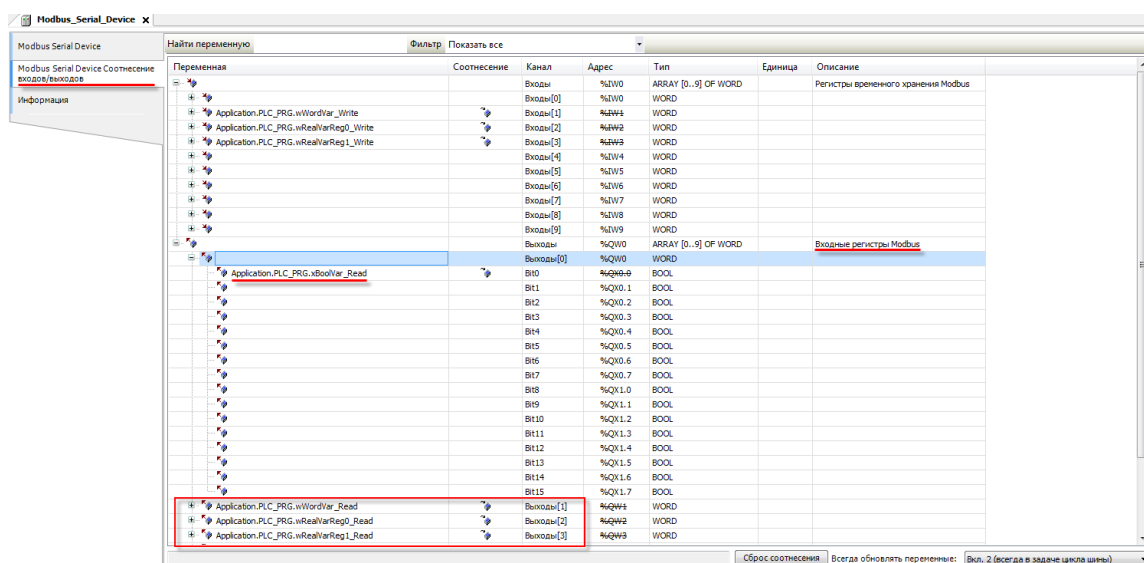 Modbus_Serial_Device x
Modbus Serial Device
Modbus Serial Device Соотнесение
входов/выходов
Информация
Найти переменную Фильтр Показать все
Переменная Соотнесение Канал Адрес Тип Единица Описание
Входы %IW0 ARRAY [0..9] OF WORD Регистры временного хранения Modbus
Входы[0] %IW0 WORD
Application.PLC_PRG.wWordVar_Write Входы[1] %IW1 WORD
Application.PLC_PRG.wRealVarReg0_Write Входы[2] %IW2 WORD
Application.PLC_PRG.wRealVarReg1_Write Входы[3] %IW3 WORD
Входы[4] %IW4 WORD
Входы[5] %IW5 WORD
Входы[6] %IW6 WORD
Входы[7] %IW7 WORD
Входы[8] %IW8 WORD
Входы[9] %IW9 WORD
Выходы %QW0 ARRAY [0..9] OF WORD Входные регистры Modbus
Выходы[0] %QW0 WORD
Application.PLC_PRG.xBoolVar_Read Bit0 %QX0.0 BOOL
Bit1 %QX0.1 BOOL
Bit2 %QX0.2 BOOL
Bit3 %QX0.3 BOOL
Bit4 %QX0.4 BOOL
Bit5 %QX0.5 BOOL
Bit6 %QX0.6 BOOL
Bit7 %QX0.7 BOOL
Bit8 %QX1.0 BOOL
Bit9 %QX1.1 BOOL
Bit10 %QX1.2 BOOL
Bit11 %QX1.3 BOOL
Bit12 %QX1.4 BOOL
Bit13 %QX1.5 BOOL
Bit14 %QX1.6 BOOL
Bit15 %QX1.7 BOOL
Application.PLC_PRG.wWordVar_Read Выходы[1] %QW1 WORD
Application.PLC_PRG.wRealVarReg0_Read Выходы[2] %QW2 WORD
Application.PLC_PRG.wRealVarReg1_Read Выходы[3] %QW3 WORD
Сброс соотнесения Всегда обновлять переменные: Вкл. 2 (всегда в задаче цикла шины)